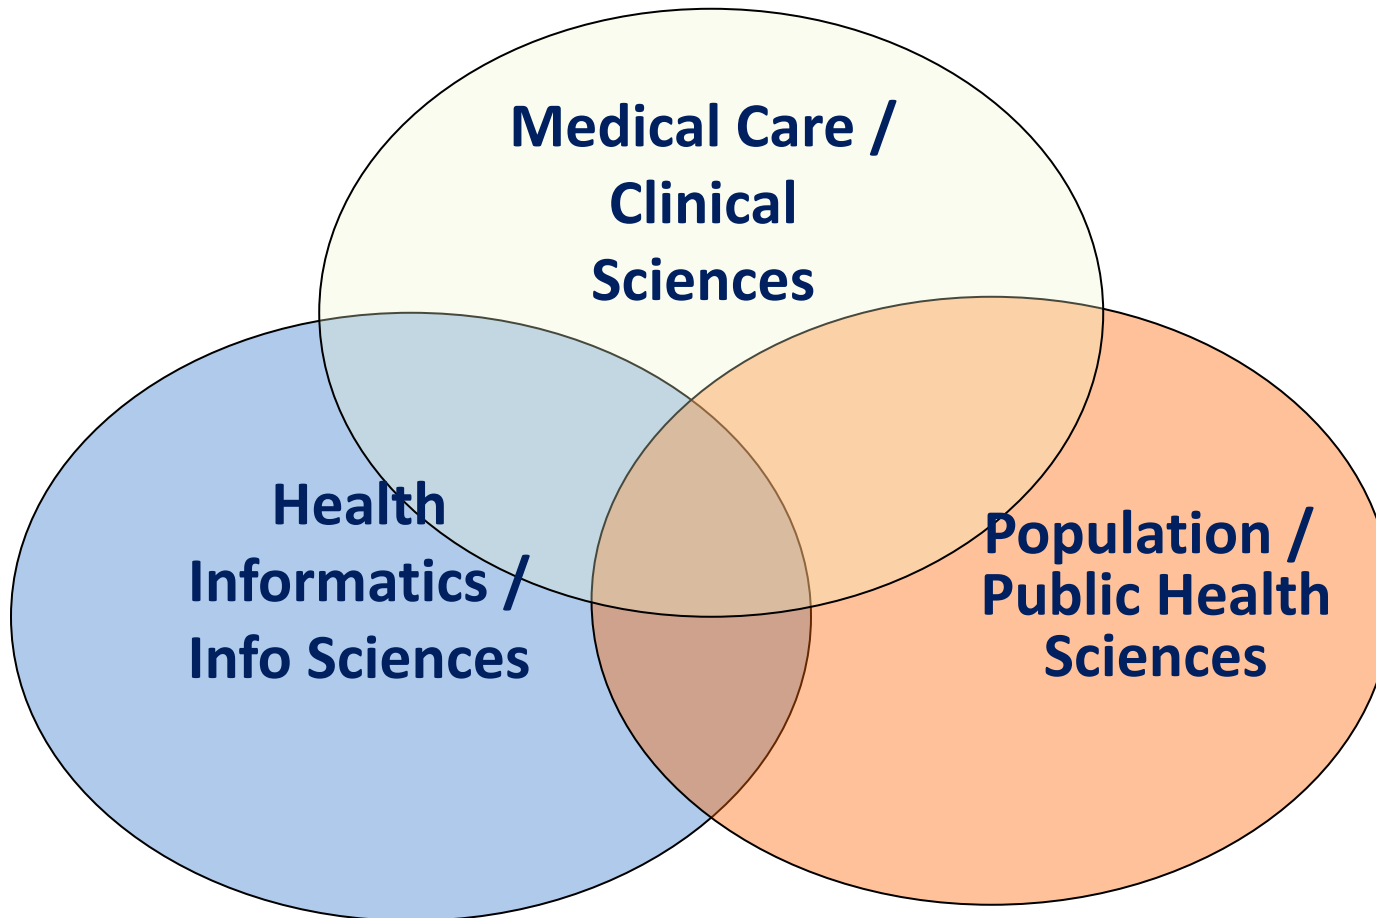 Medical Care /
Clinical
Sciences
Health
Informatics /
Info Sciences
Population /
Public Health
Sciences